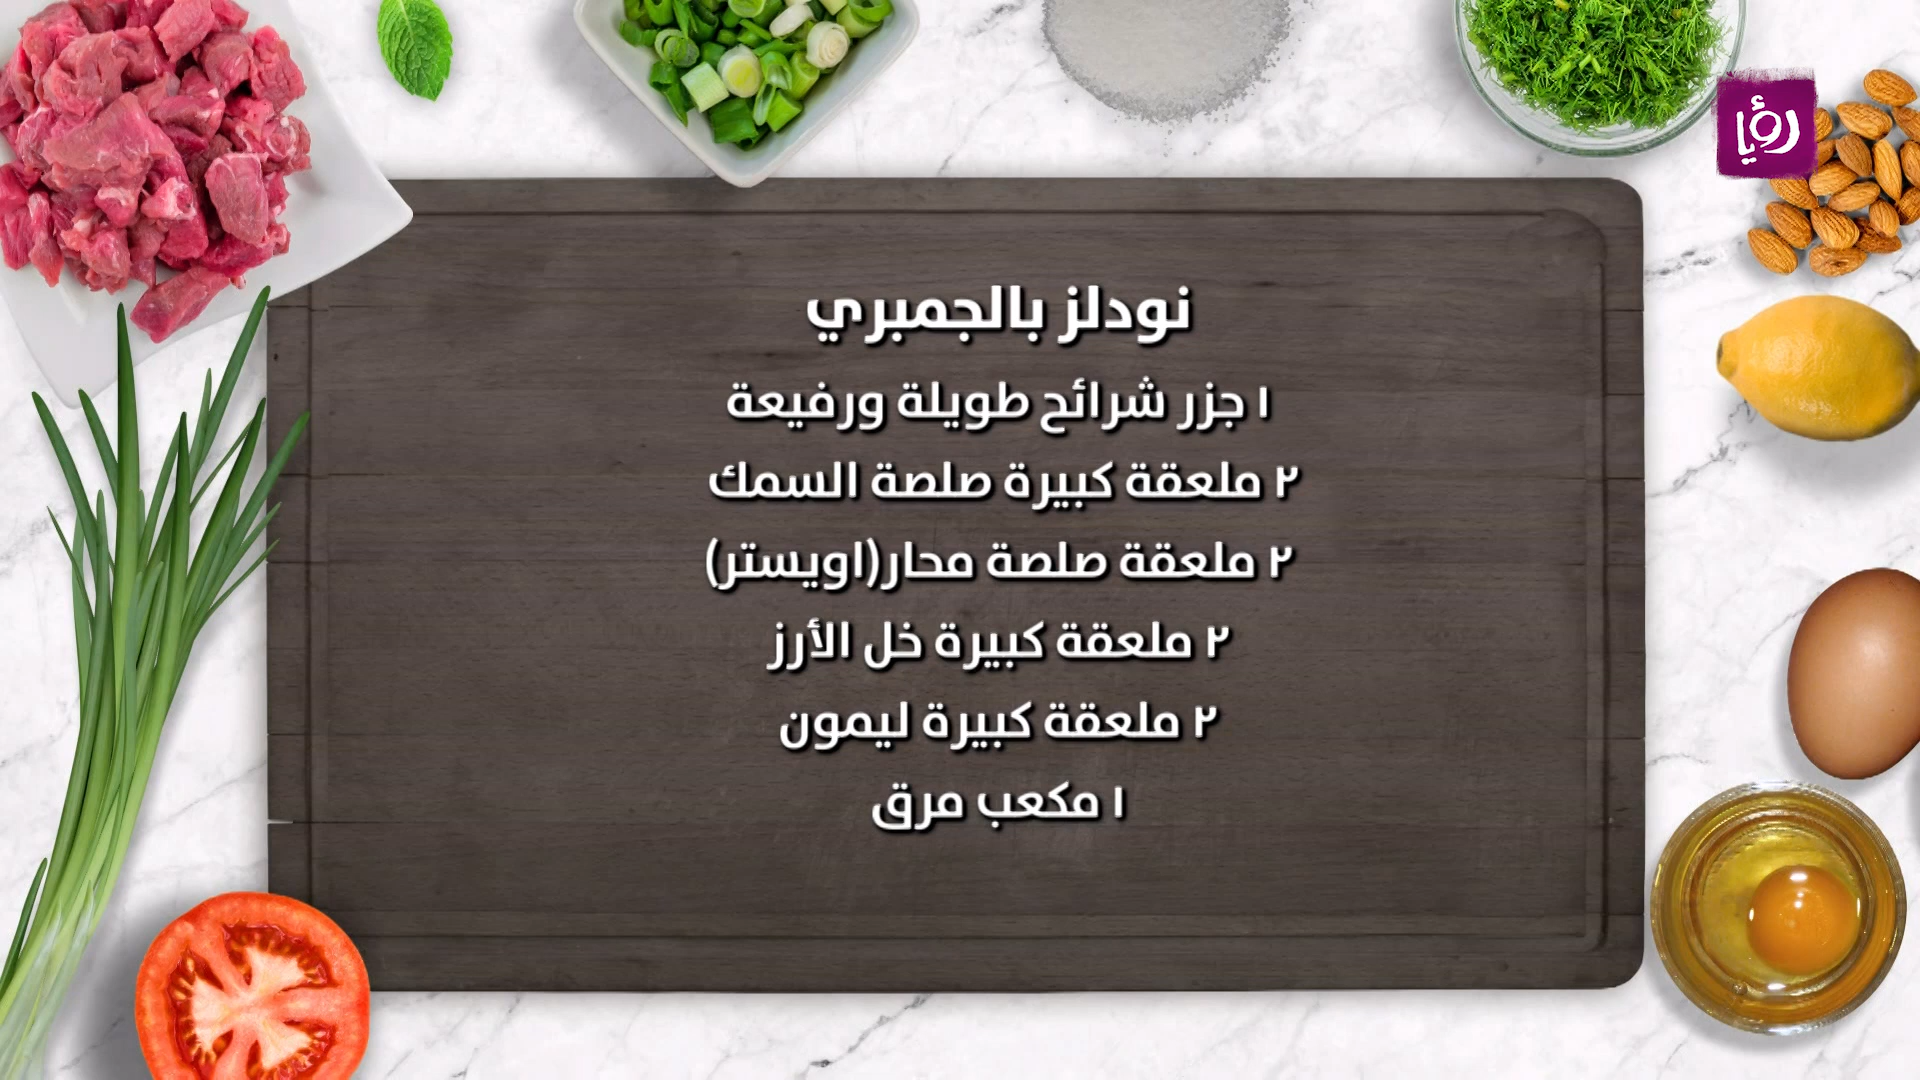 رؤيا
نودلز بالجمبري
١ جزر شرائح طويلة ورفيعة
٢ ملعقة كبيرة صلصة السمك
٢ ملعقة صلصة محار(اويستر)
٢ ملعقة كبيرة خل الأرز
٢ ملعقة كبيرة ليمون
١ مكعب مرق